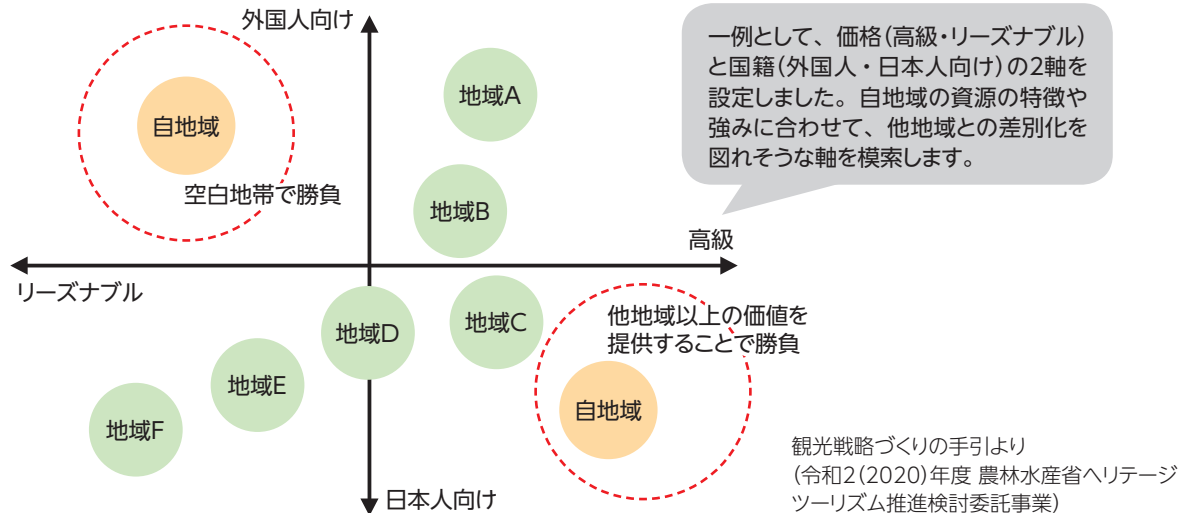 外国人向け
地域A
自地域
空白地帯で勝負
地域B
高級
リーズナブル
地域D
地域C
他地域以上の価値を
提供することで勝負
地域E
自地域
地域F
日本人向け
一例として、価格(高級・リーズナブル)
と国籍(外国人・日本人向け)の2軸を
設定しました。自地域の資源の特徴や
強みに合わせて、他地域との差別化を
図れそうな軸を模索します。
観光戦略づくりの手引より
(令和2(2020)年度 農林水産省ヘリテージ
ツーリズム推進検討委託事業)